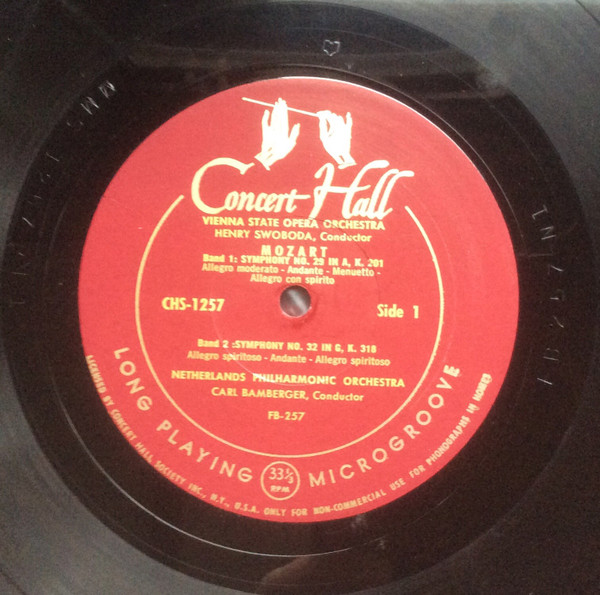 Concert Hall
VIENNA STATE OPERA ORCHESTRA
HENRY SWOBODA, Conductor
MOZART
Band 1: SYMPHONY NO. 29 IN A, K. 201
Allegro moderato - Andante - Menuetto -
Allegro con spirito
CHS-1257
Side 1
Band 2 :SYMPHONY NO. 32 IN G, K. 318
Allegro spiritoso - Andante - Allegro spiritoso
NETHERLANDS PHILHARMONIC ORCHESTRA
CARL BAMBERGER, Conductor
FB-257
LONG PLAYING 33⅓ RPM MICROGROOVE
LICENSED BY CONCERT HALL SOCIETY INC., N.Y., U.S.A. ONLY FOR NON-COMMERCIAL USE FOR PHONOGRAPHS IN HOMES